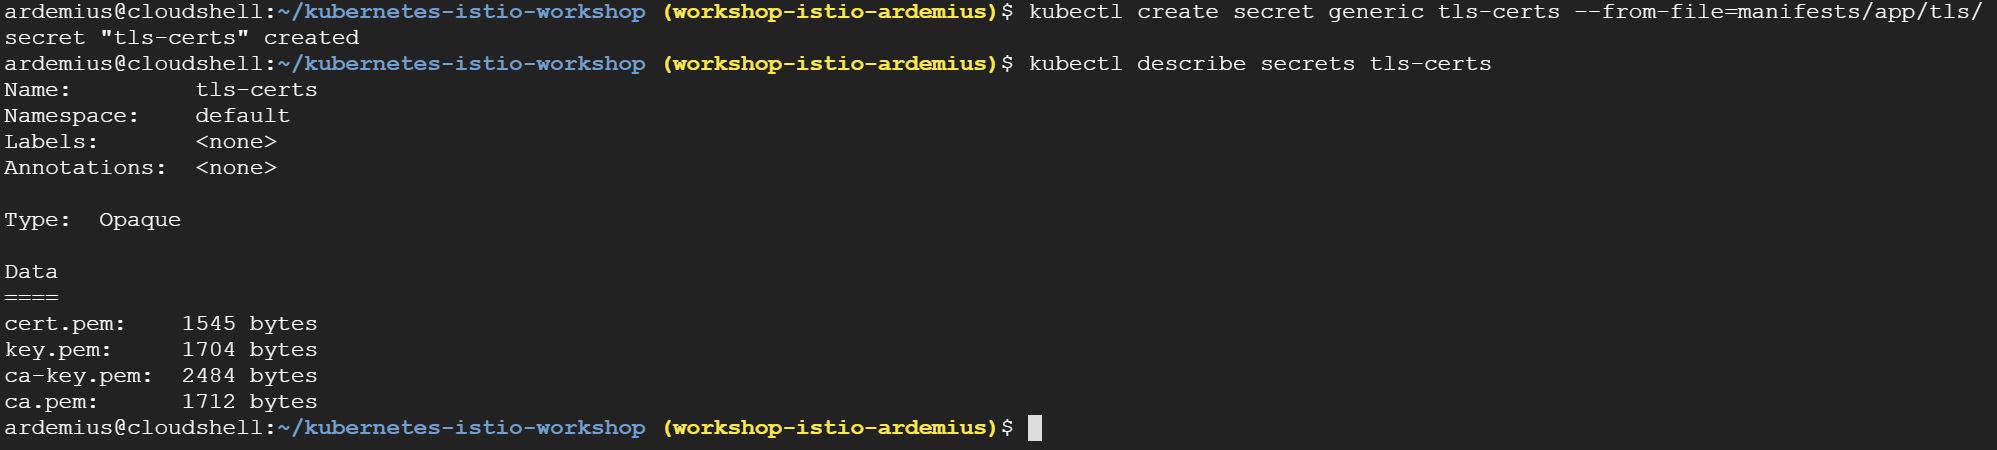 ardemius@cloudshell:~/kubernetes-istio-workshop (workshop-istio-ardemius)$ kubectl create secret generic tls-certs --from-file=manifests/app/tls/
secret "tls-certs" created
ardemius@cloudshell:~/kubernetes-istio-workshop (workshop-istio-ardemius)$ kubectl describe secrets tls-certs
Name:         tls-certs
Namespace:    default
Labels:       <none>
Annotations:  <none>

Type:  Opaque

Data
====
cert.pem:    1545 bytes
key.pem:     1704 bytes
ca-key.pem:  2484 bytes
ca.pem:      1712 bytes
ardemius@cloudshell:~/kubernetes-istio-workshop (workshop-istio-ardemius)$